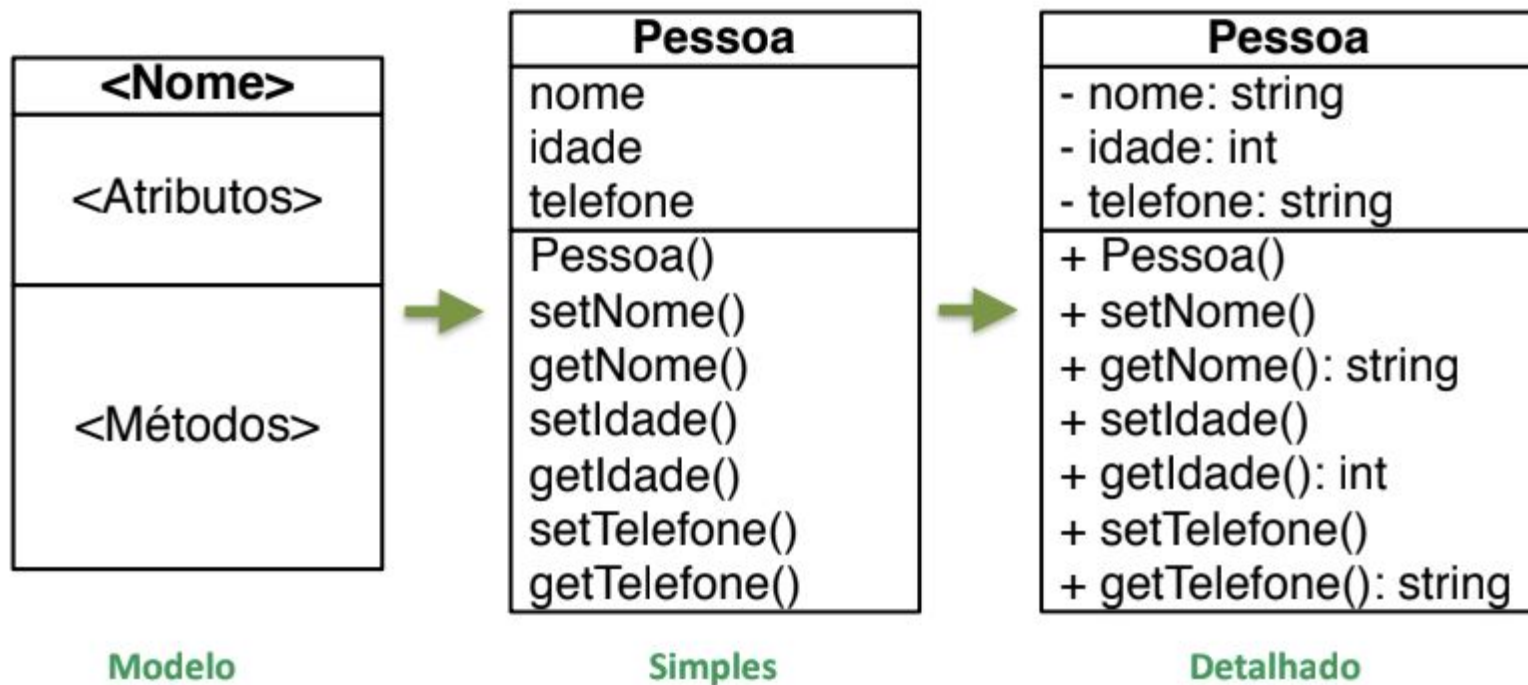 <Nome>
<Atributos>
<Métodos>
Modelo
Pessoa
nome
idade
telefone
Pessoa()
setNome()
getNome()
setIdade()
getIdade()
setTelefone()
getTelefone()
Simples
Pessoa
- nome: string
- idade: int
- telefone: string
+ Pessoa()
+ setNome()
+ getNome(): string
+ setIdade()
+ getIdade(): int
+ setTelefone()
+ getTelefone(): string
Detalhado